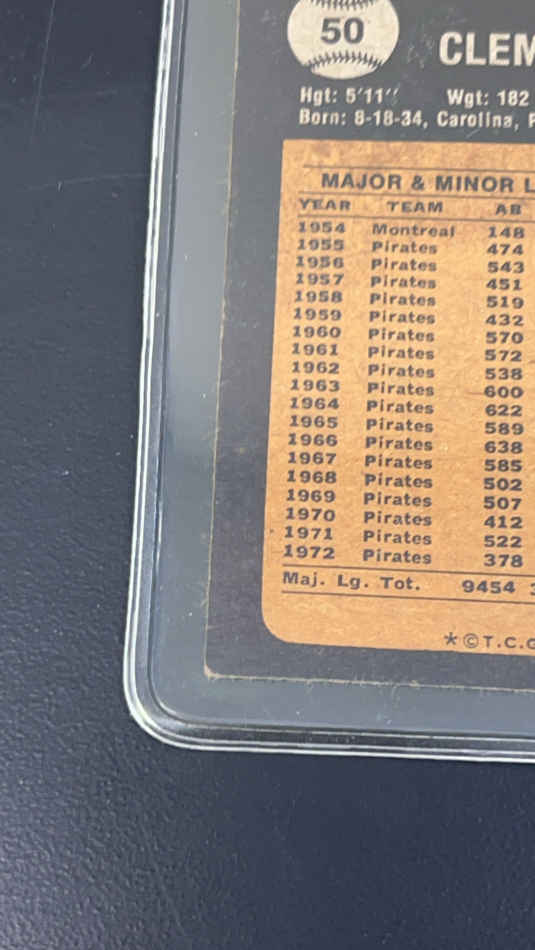 50
CLEM
Hgt: 5'11" Wgt: 182
Born: 8-18-34, Carolina, P
MAJOR & MINOR L
YEAR TEAM AB
1954 Montreal 148
1955 Pirates 474
1956 Pirates 543
1957 Pirates 451
1958 Pirates 519
1959 Pirates 432
1960 Pirates 570
1961 Pirates 572
1962 Pirates 538
1963 Pirates 600
1964 Pirates 622
1965 Pirates 589
1966 Pirates 638
1967 Pirates 585
1968 Pirates 502
1969 Pirates 507
1970 Pirates 412
1971 Pirates 522
1972 Pirates 378
Maj. Lg. Tot. 9454
*©T.C.G